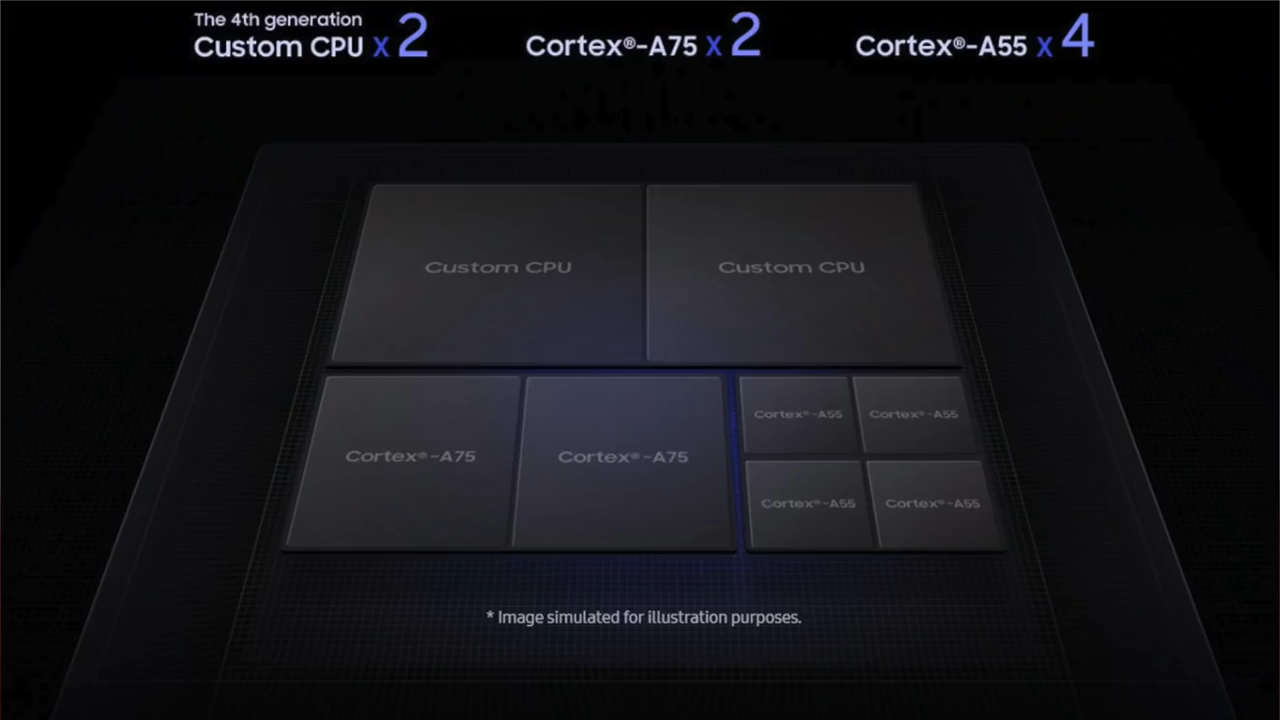 The 4th generation
Custom CPU X 2
Cortex®-A75 X 2
Cortex®-A55 X 4
Custom CPU
Custom CPU
Cortex®-A75
Cortex®-A75
Cortex®-A55
Cortex®-A55
Cortex®-A55
Cortex®-A55
* Image simulated for illustration purposes.